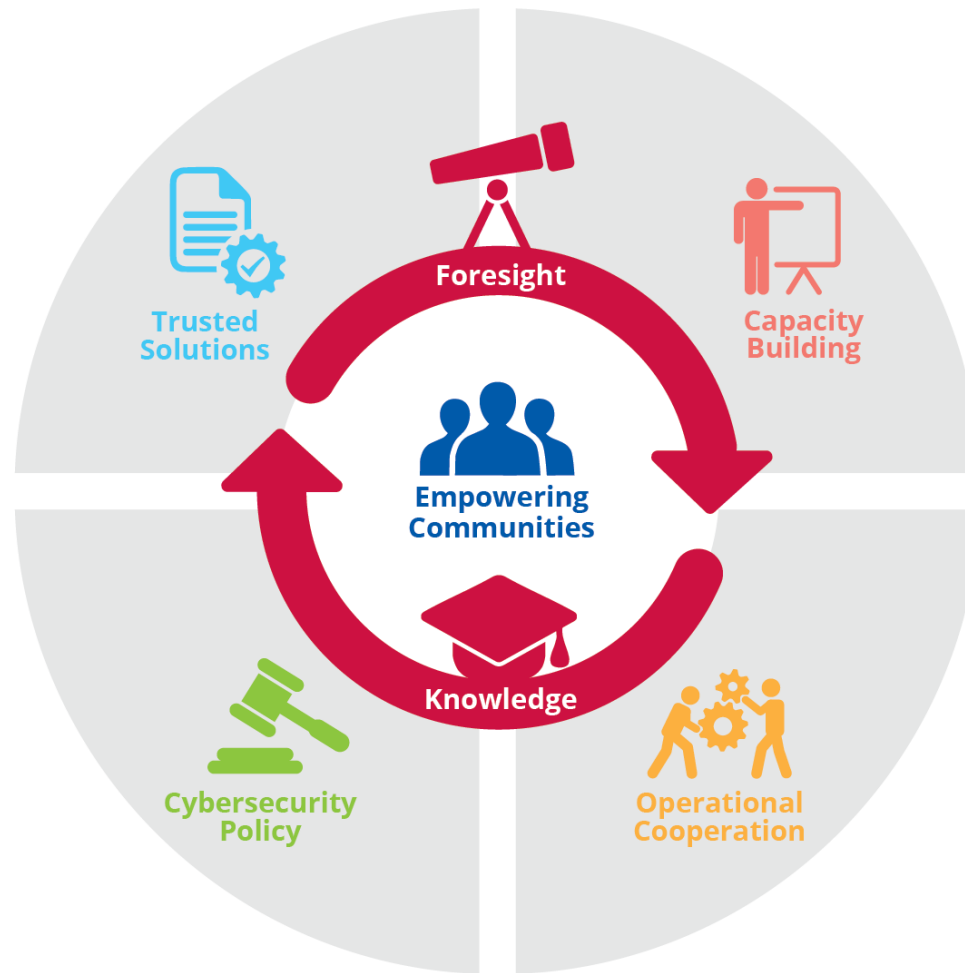 Foresight
Trusted
Solutions
Capacity
Building
Empowering
Communities
Knowledge
Cybersecurity
Policy
Operational
Cooperation